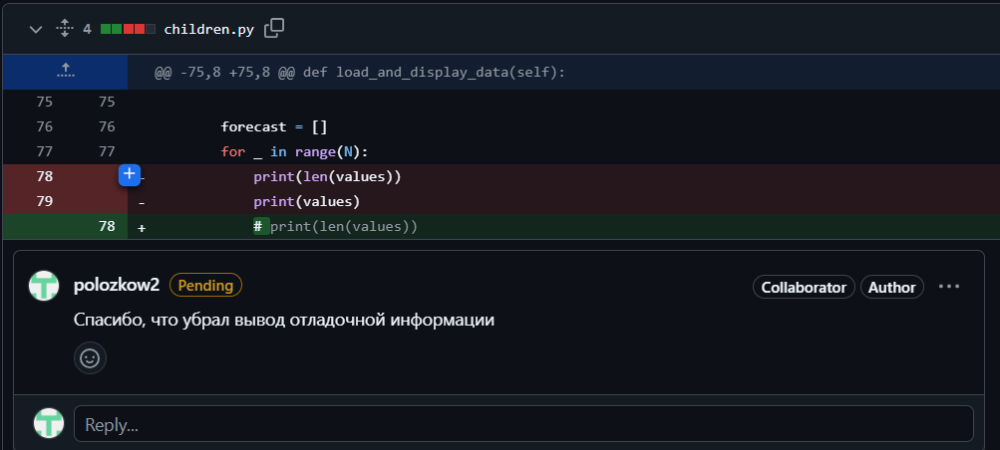 4 children.py
@@ -75,8 +75,8 @@ def load_and_display_data(self):
75 75
76 76 forecast = []
77 77 for _ in range(N):
78 - print(len(values))
79 - print(values)
78 + # print(len(values))
polozkow2 Pending Collaborator Author ...
Спасибо, что убрал вывод отладочной информации
Reply...